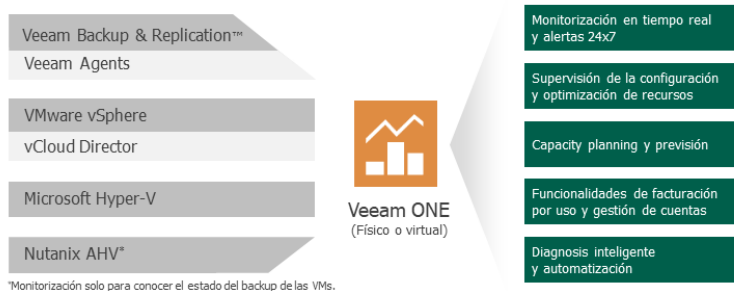 Veeam Backup & Replication™
Veeam Agents
VMware vSphere
vCloud Director
Microsoft Hyper-V
Nutanix AHV*
*Monitorización solo para conocer el estado del backup de las VMs.
Veeam ONE
(Físico o virtual)
Monitorización en tiempo real
y alertas 24x7
Supervisión de la configuración
y optimización de recursos
Capacity planning y previsión
Funcionalidades de facturación
por uso y gestión de cuentas
Diagnosis inteligente
y automatización